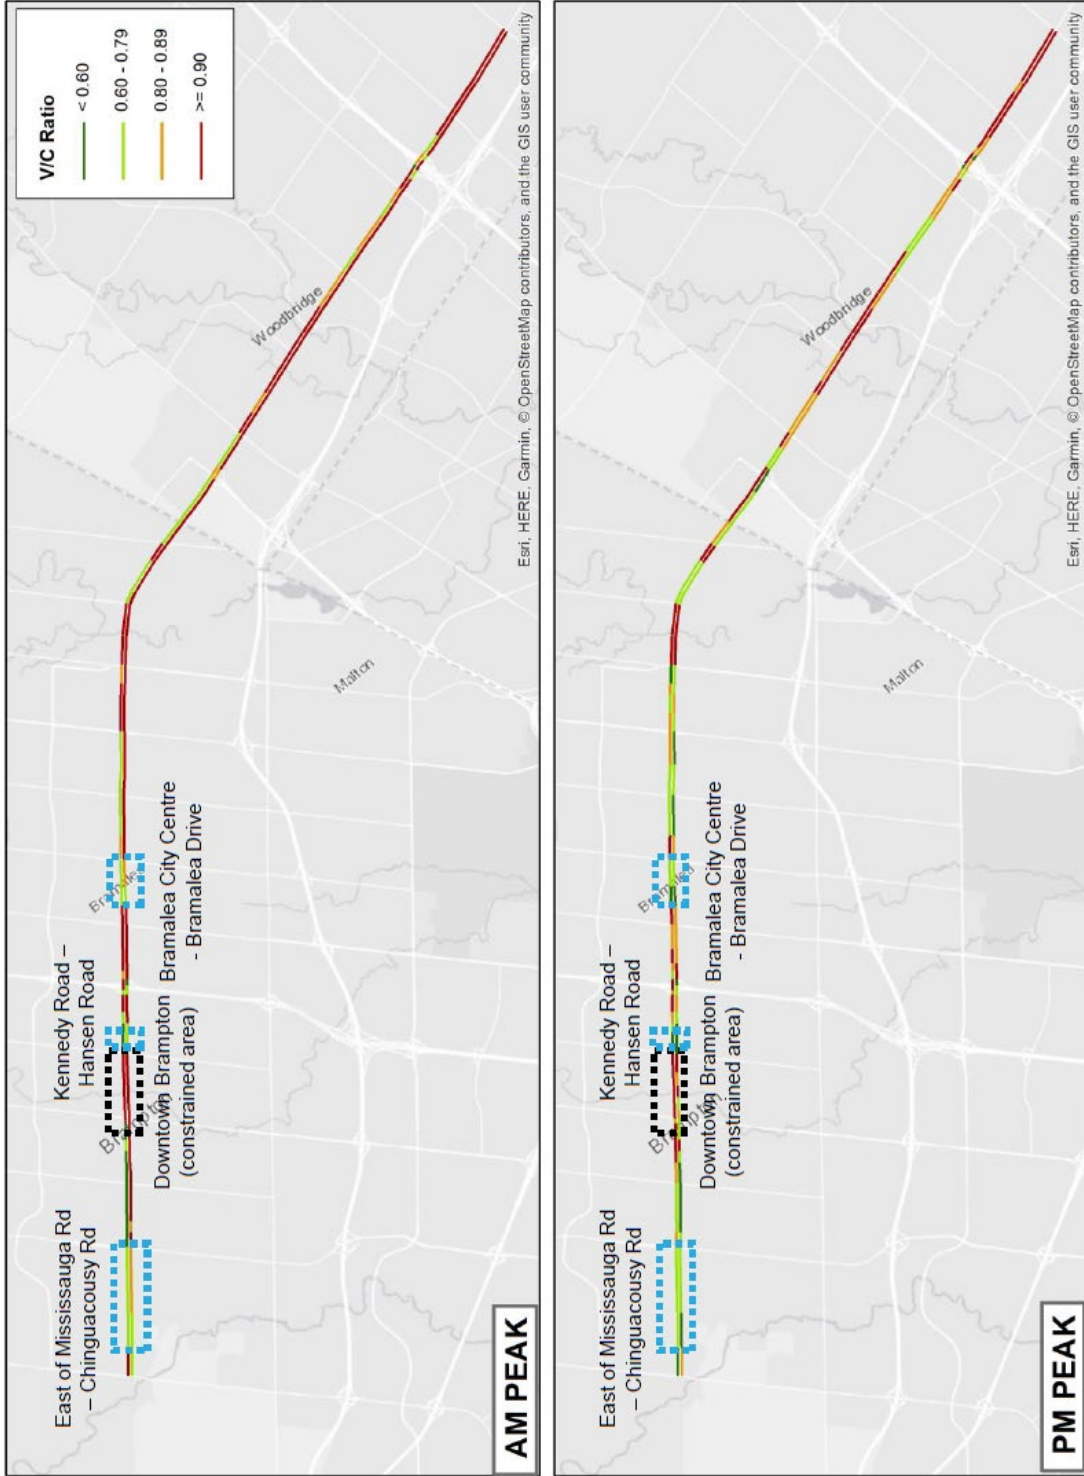 V/C Ratio
< 0.60
0.60 - 0.79
0.80 - 0.89
>= 0.90
East of Mississauga Rd
– Chinguacousy Rd
Kennedy Road –
Hansen Road
Downtown Brampton
(constrained area)
Bramalea City Centre
- Bramalea Drive
Brampton
Bramalea
Malton
Woodbridge
AM PEAK
Esri, HERE, Garmin, © OpenStreetMap contributors, and the GIS user community
East of Mississauga Rd
– Chinguacousy Rd
Kennedy Road –
Hansen Road
Downtown Brampton
(constrained area)
Bramalea City Centre
- Bramalea Drive
Brampton
Bramalea
Malton
Woodbridge
PM PEAK
Esri, HERE, Garmin, © OpenStreetMap contributors, and the GIS user community